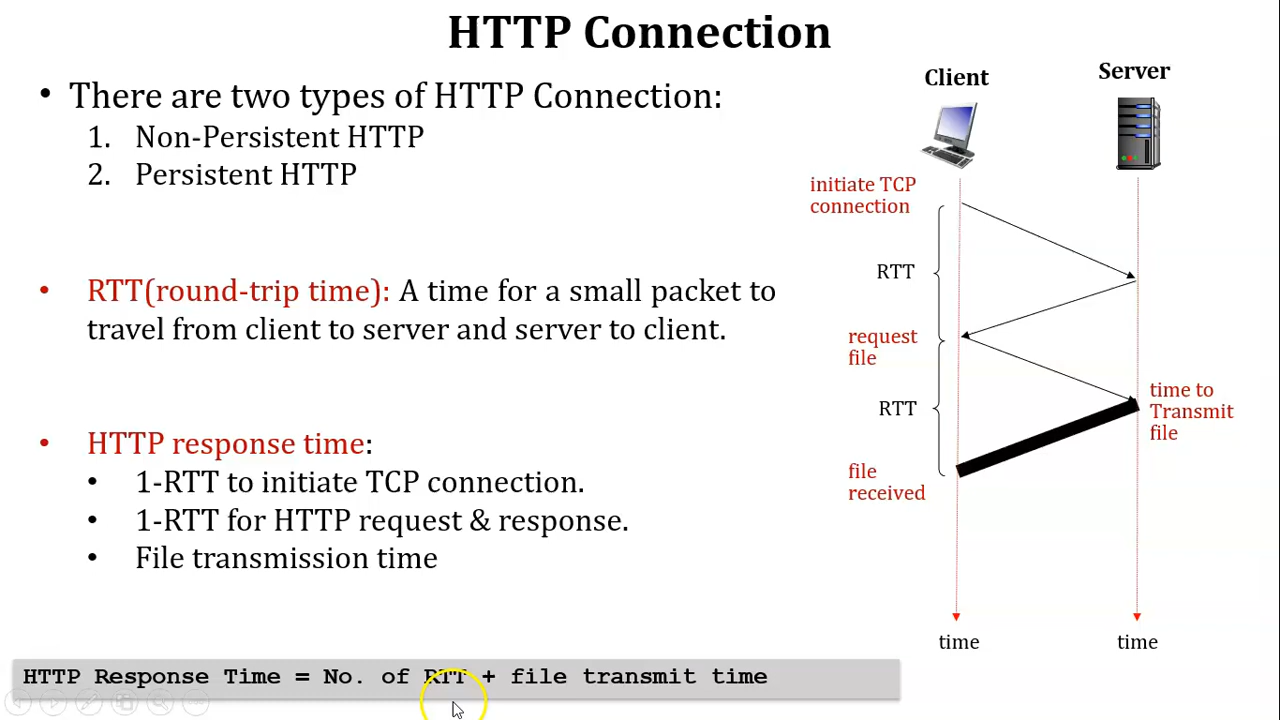 HTTP Connection
• There are two types of HTTP Connection:
1. Non-Persistent HTTP
2. Persistent HTTP
• RTT(round-trip time): A time for a small packet to
travel from client to server and server to client.
• HTTP response time:
• 1-RTT to initiate TCP connection.
• 1-RTT for HTTP request & response.
• File transmission time
HTTP Response Time = No. of RTT + file transmit time
Client
Server
initiate TCP
connection
RTT
request
file
RTT
time to
Transmit
file
file
received
time
time